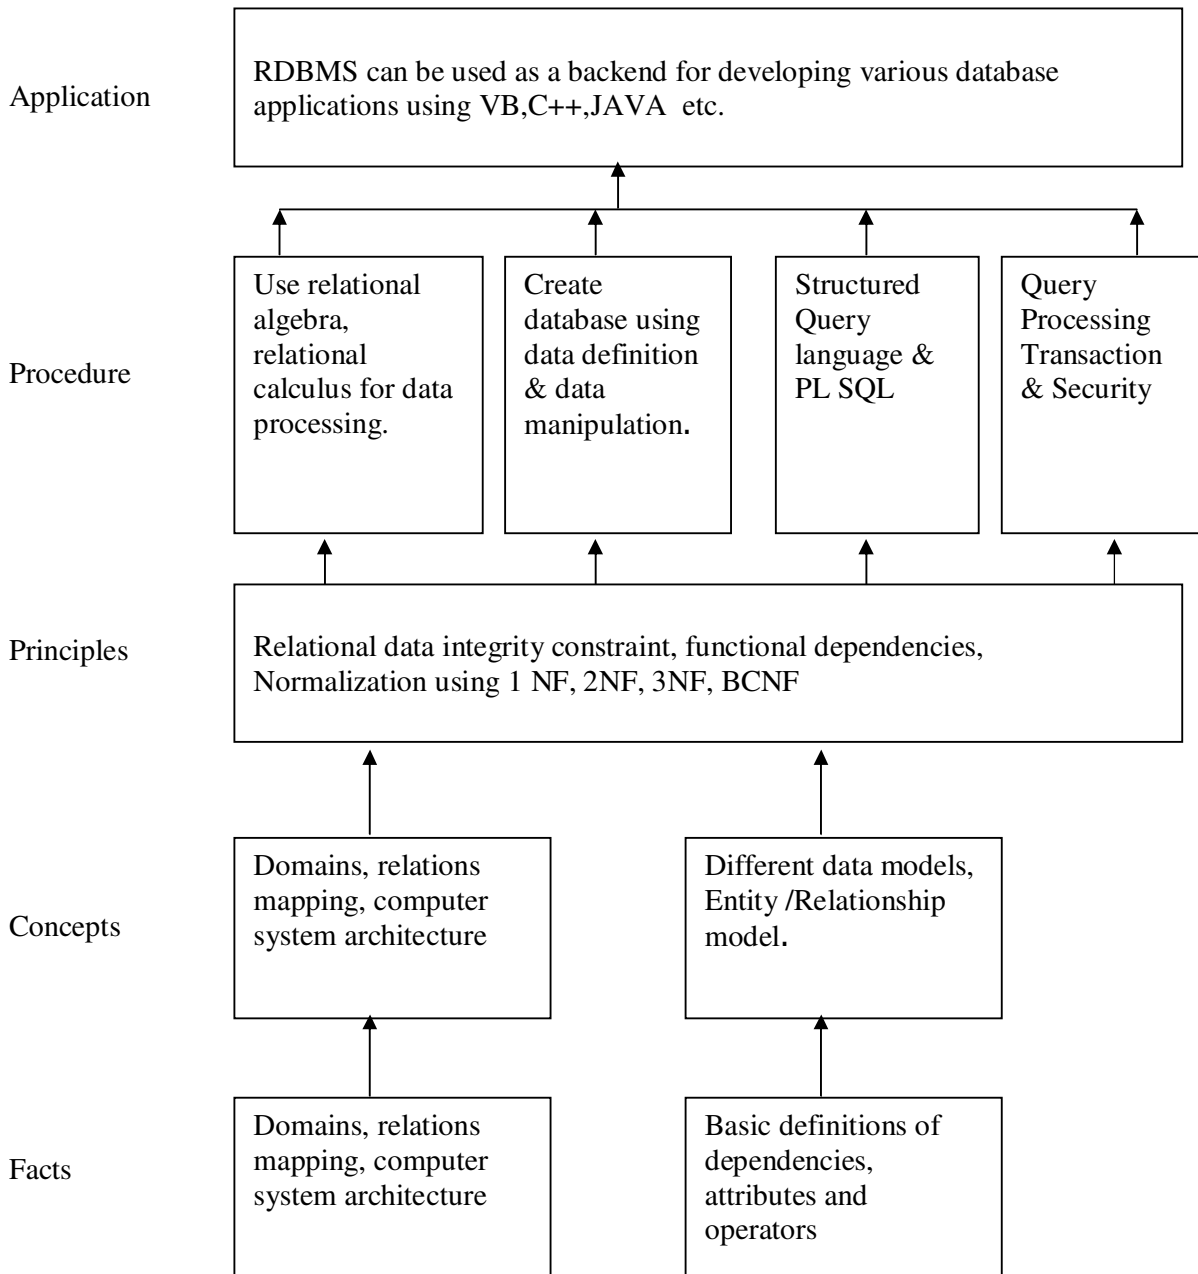 Application
RDBMS can be used as a backend for developing various database
applications using VB,C++,JAVA etc.
Procedure
Use relational
algebra,
relational
calculus for data
processing.
Create
database using
data definition
& data
manipulation.
Structured
Query
language &
PL SQL
Query
Processing
Transaction
& Security
Principles
Relational data integrity constraint, functional dependencies,
Normalization using 1 NF, 2NF, 3NF, BCNF
Concepts
Domains, relations
mapping, computer
system architecture
Different data models,
Entity /Relationship
model.
Facts
Domains, relations
mapping, computer
system architecture
Basic definitions of
dependencies,
attributes and
operators